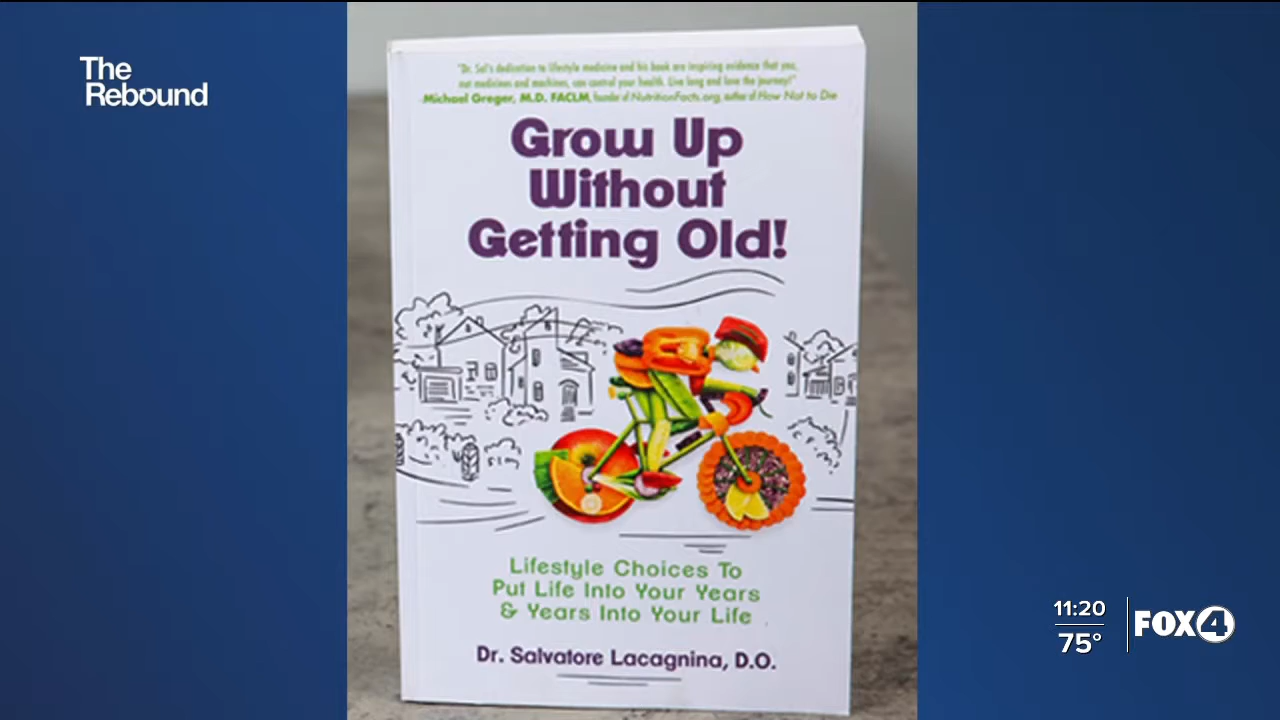 The
Rebound
"Dr. Sal's dedication to lifestyle medicine and his book are inspiring evidence that you,
not medicines and machines, can control your health. Live long and love the journey!"
-Michael Greger, M.D. FACLM, founder of NutritionFacts.org, author of How Not to Die
Grow Up
Without
Getting Old!
Lifestyle Choices To
Put Life Into Your Years
& Years Into Your Life
Dr. Salvatore Lacagnina, D.O.
11:20
75°
FOX 4